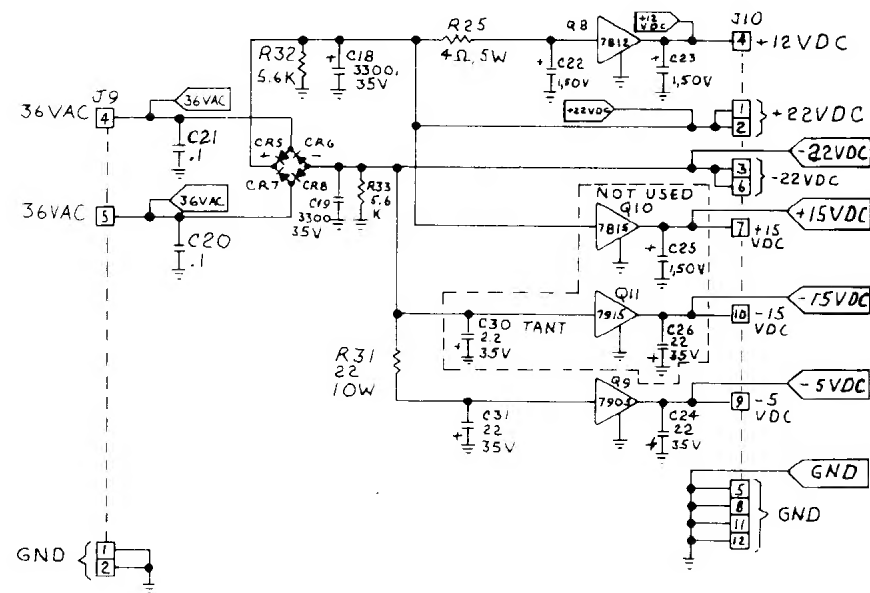 R25
4Ω, 5W
Q8
7812
+12 VDC
J10
4
+12VDC
R32
5.6K
+
C18
3300,
35V
+
C22
1,50V
+
C23
1,50V
J9
36VAC
4
36VAC
C21
.1
CR5
CR6
+
-
CR7
CR8
+22VDC
1
2
+22VDC
-22VDC
3
6
-22VDC
36VAC
5
36VAC
C20
.1
C19
3300
35V
+
R33
5.6
K
NOT USED
Q10
7815
+
C25
1,50V
7
+15
VDC
+15VDC
Q11
7915
C30
2.2
35V
TANT
+
C26
22
35V
+
10
-15
VDC
-15VDC
R31
22
10W
Q9
7905
C31
22
35V
+
C24
22
35V
+
9
-5
VDC
-5VDC
GND
5
8
11
12
GND
GND
1
2